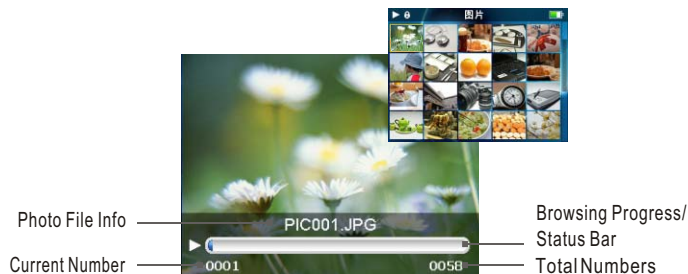 图片
Photo File Info
PIC001.JPG
Browsing Progress/
Status Bar
Current Number
0001
0058
Total Numbers